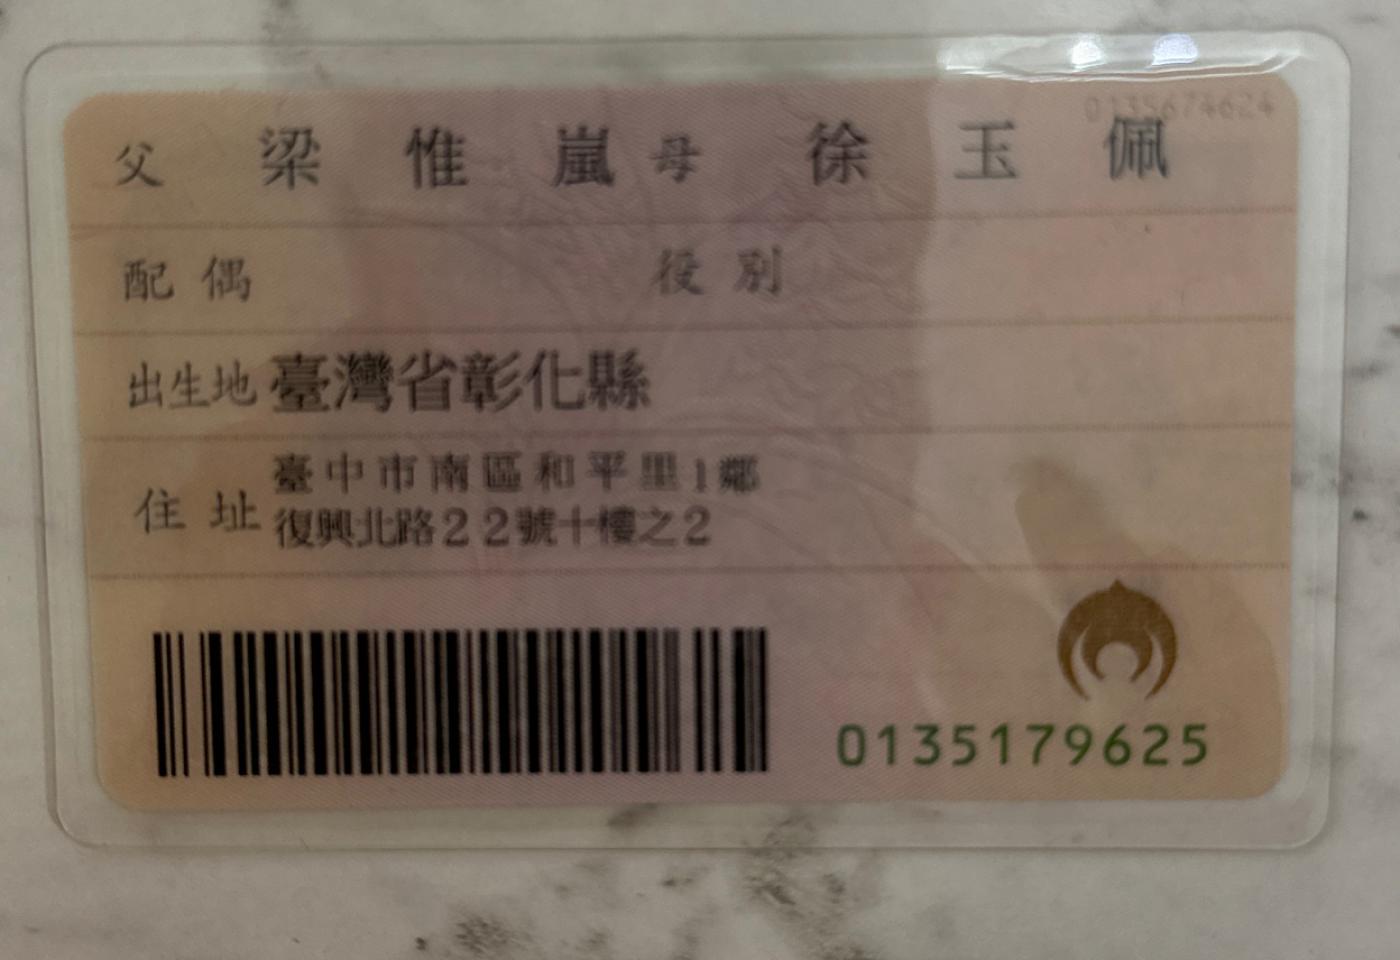 0135674624
父 梁惟嵐 母 徐玉佩
配偶 役別
出生地 臺灣省彰化縣
住址 臺中市南區和平里1鄰
復興北路22號十樓之2
0135179625